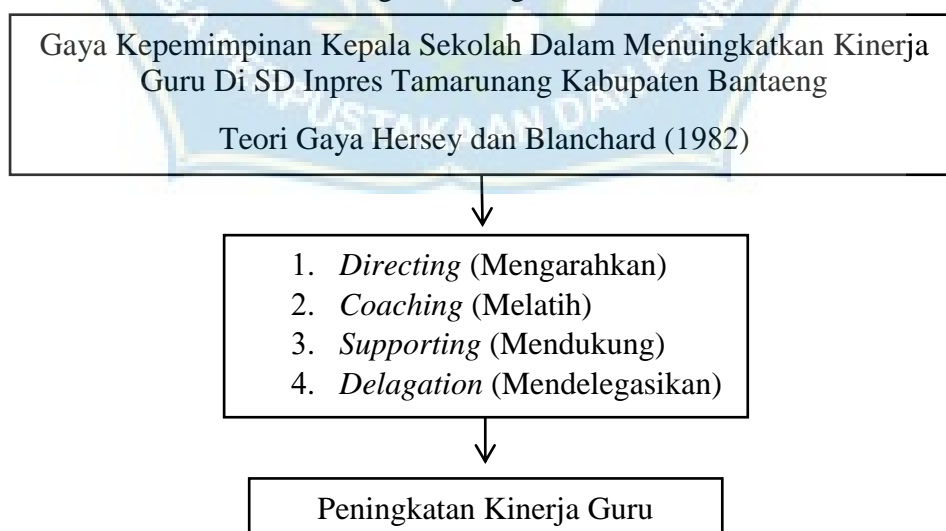 Gaya Kepemimpinan Kepala Sekolah Dalam Menuingkatkan Kinerja
Guru Di SD Inpres Tamarunang Kabupaten Bantaeng
Teori Gaya Hersey dan Blanchard (1982)
1. Directing (Mengarahkan)
2. Coaching (Melatih)
3. Supporting (Mendukung)
4. Delagation (Mendelegasikan)
Peningkatan Kinerja Guru